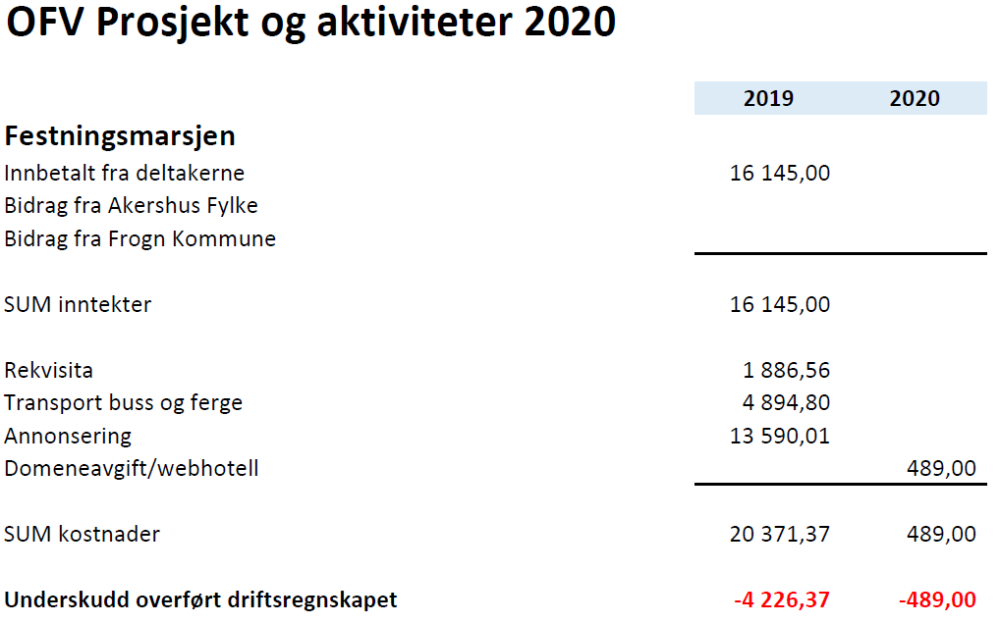 OFV Prosjekt og aktiviteter 2020
2019 2020
Festningsmarsjen
Innbetalt fra deltakerne 16 145,00
Bidrag fra Akershus Fylke
Bidrag fra Frogn Kommune
SUM inntekter 16 145,00
Rekvisita 1 886,56
Transport buss og ferge 4 894,80
Annonsering 13 590,01
Domeneavgift/webhotell 489,00
SUM kostnader 20 371,37 489,00
Underskudd overført driftsregnskapet -4 226,37 -489,00